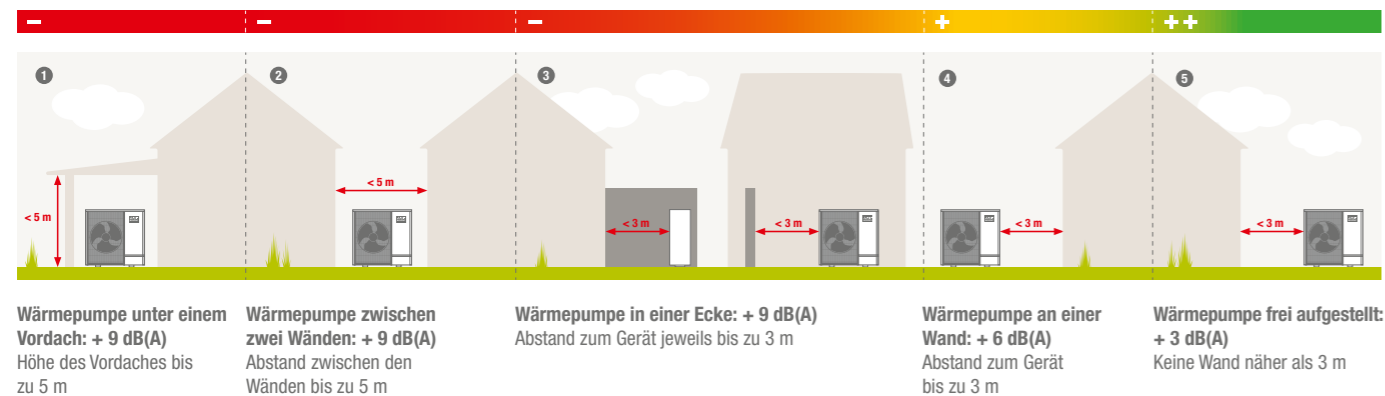 –
–
–
+
++
1
2
3
4
5
< 5 m
< 5 m
< 3 m
< 3 m
< 3 m
< 3 m
Wärmepumpe unter einem
Vordach: + 9 dB(A)
Höhe des Vordaches bis
zu 5 m
Wärmepumpe zwischen
zwei Wänden: + 9 dB(A)
Abstand zwischen den
Wänden bis zu 5 m
Wärmepumpe in einer Ecke: + 9 dB(A)
Abstand zum Gerät jeweils bis zu 3 m
Wärmepumpe an einer
Wand: + 6 dB(A)
Abstand zum Gerät
bis zu 3 m
Wärmepumpe frei aufgestellt:
+ 3 dB(A)
Keine Wand näher als 3 m